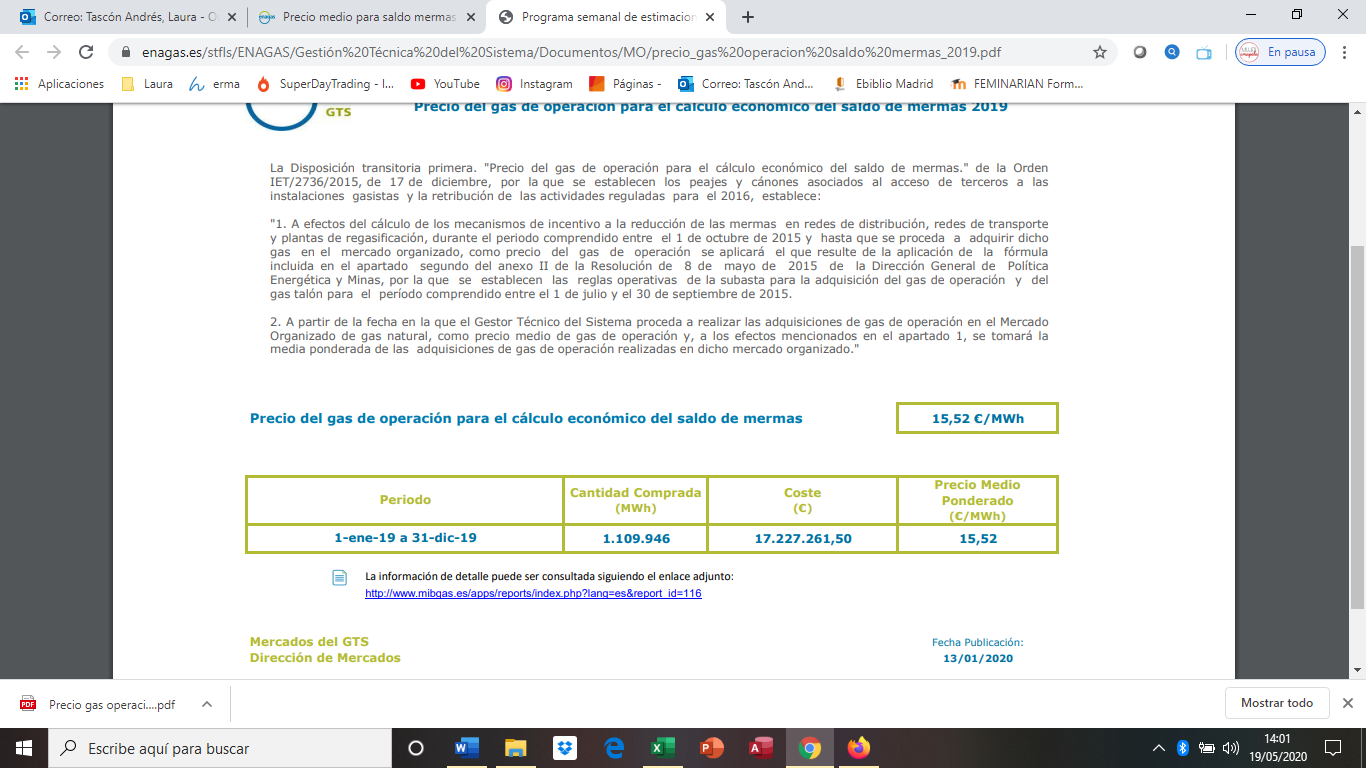 Correo: Tascón Andrés, Laura - O
Precio medio para saldo mermas
Programa semanal de estimacion
enagas.es/stfls/ENAGAS/Gestión%20Técnica%20del%20Sistema/Documentos/MO/precio_gas%20operacion%20saldo%20mermas_2019.pdf
En pausa
Aplicaciones
Laura
erma
SuperDayTrading - I...
YouTube
Instagram
Páginas -
Correo: Tascón And...
Ebiblio Madrid
FEMINARIAN Form...
GTS
Precio del gas de operación para el cálculo económico del saldo de mermas 2019
La Disposición transitoria primera. "Precio del gas de operación para el cálculo económico del saldo de mermas." de la Orden
IET/2736/2015, de 17 de diciembre, por la que se establecen los peajes y cánones asociados al acceso de terceros a las
instalaciones gasistas y la retribución de las actividades reguladas para el 2016, establece:
"1. A efectos del cálculo de los mecanismos de incentivo a la reducción de las mermas en redes de distribución, redes de transporte
y plantas de regasificación, durante el periodo comprendido entre el 1 de octubre de 2015 y hasta que se proceda a adquirir dicho
gas en el mercado organizado, como precio del gas de operación se aplicará el que resulte de la aplicación de la fórmula
incluida en el apartado segundo del anexo II de la Resolución de 8 de mayo de 2015 de la Dirección General de Política
Energética y Minas, por la que se establecen las reglas operativas de la subasta para la adquisición del gas de operación y del
gas talón para el período comprendido entre el 1 de julio y el 30 de septiembre de 2015.
2. A partir de la fecha en la que el Gestor Técnico del Sistema proceda a realizar las adquisiciones de gas de operación en el Mercado
Organizado de gas natural, como precio medio de gas de operación y, a los efectos mencionados en el apartado 1, se tomará la
media ponderada de las adquisiciones de gas de operación realizadas en dicho mercado organizado."
Precio del gas de operación para el cálculo económico del saldo de mermas
15,52 €/MWh
Periodo
Cantidad Comprada
(MWh)
Coste
(€)
Precio Medio
Ponderado
(€/MWh)
1-ene-19 a 31-dic-19
1.109.946
17.227.261,50
15,52
La información de detalle puede ser consultada siguiendo el enlace adjunto:
http://www.mibgas.es/apps/reports/index.php?lang=es&report_id=116
Mercados del GTS
Dirección de Mercados
Fecha Publicación:
13/01/2020
Precio gas operaci....pdf
Mostrar todo
Escribe aquí para buscar
14:01
19/05/2020